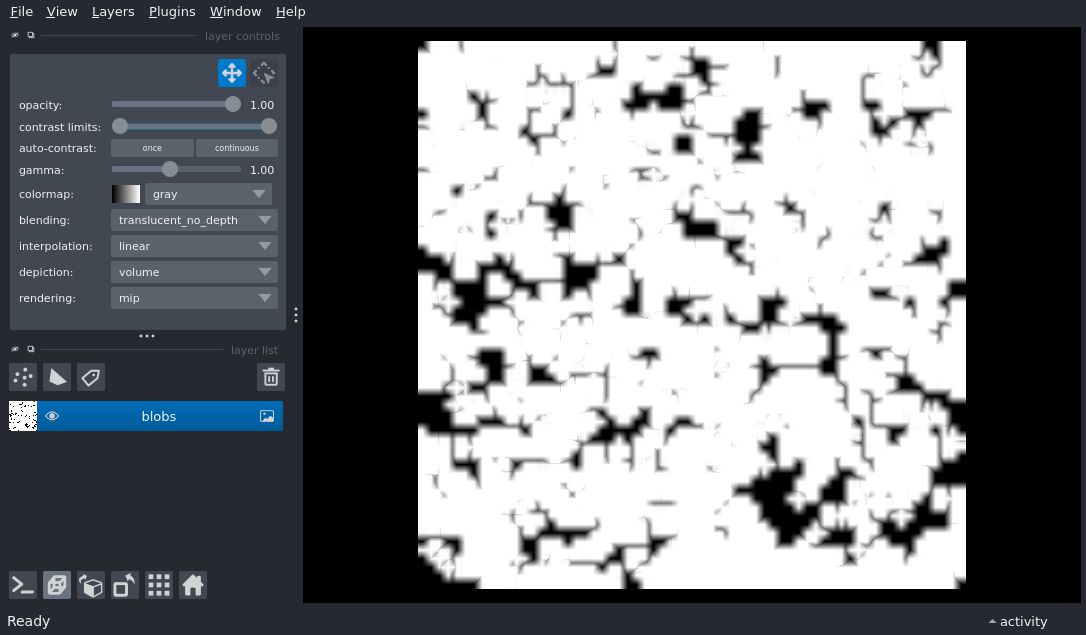 File View Layers Plugins Window Help
layer controls
opacity: 1.00
contrast limits:
auto-contrast: once continuous
gamma: 1.00
colormap: gray
blending: translucent_no_depth
interpolation: linear
depiction: volume
rendering: mip
layer list
blobs
Ready
activity